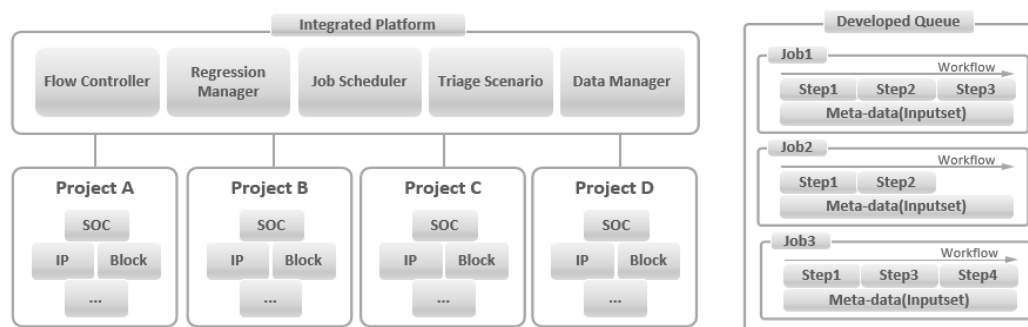 Integrated Platform
Flow Controller
Regression
Manager
Job Scheduler
Triage Scenario
Data Manager
Project A
SOC
IP
Block
...
Project B
SOC
IP
Block
...
Project C
SOC
IP
Block
...
Project D
SOC
IP
Block
...
Developed Queue
Job1
Workflow
Step1
Step2
Step3
Meta-data(Inputset)
Job2
Workflow
Step1
Step2
Meta-data(Inputset)
Job3
Workflow
Step1
Step3
Step4
Meta-data(Inputset)